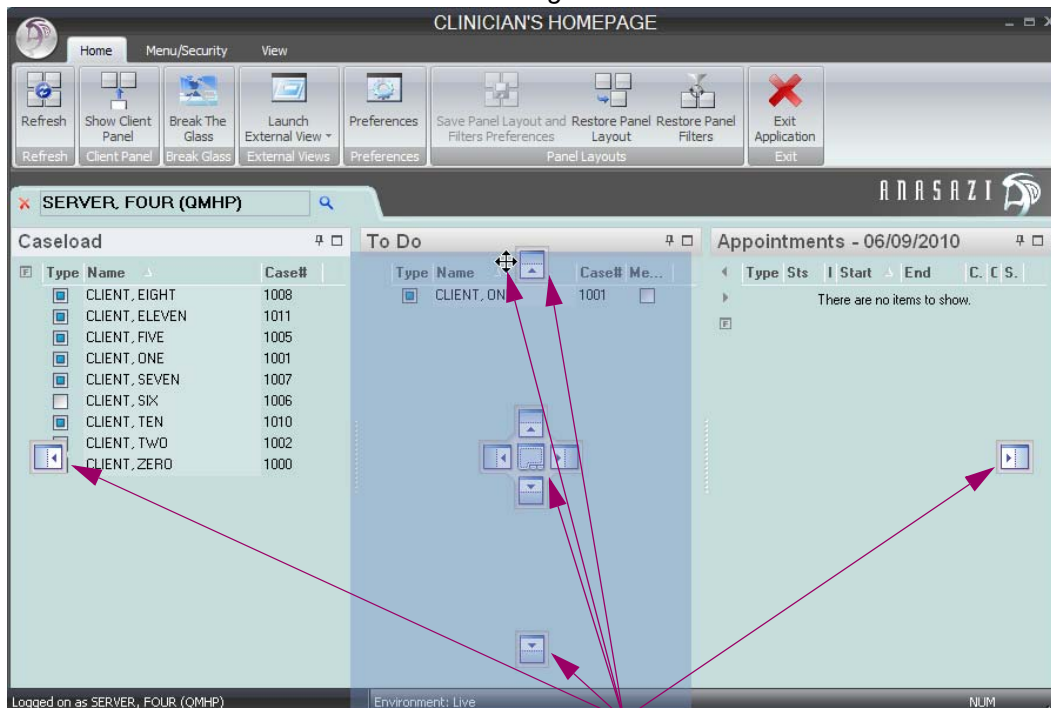 CLINICIAN'S HOMEPAGE
Home Menu/Security View
Refresh Show Client Panel Break The Glass Launch External View Preferences Save Panel Layout and Filters Preferences Restore Panel Layout Restore Panel Filters Exit Application
Refresh Client Panel Break Glass External Views Preferences Panel Layouts Exit
SERVER, FOUR (QMHP)
ANASAZI
Caseload To Do Appointments - 06/09/2010
Type Name Case# Type Name Case# Me... Type Sts I Start End C. C S.
CLIENT, EIGHT 1008 CLIENT, ON 1001 There are no items to show.
CLIENT, ELEVEN 1011
CLIENT, FIVE 1005
CLIENT, ONE 1001
CLIENT, SEVEN 1007
CLIENT, SIX 1006
CLIENT, TEN 1010
CLIENT, TWO 1002
CLIENT, ZERO 1000
Logged on as SERVER, FOUR (QMHP) Environment: Live NUM